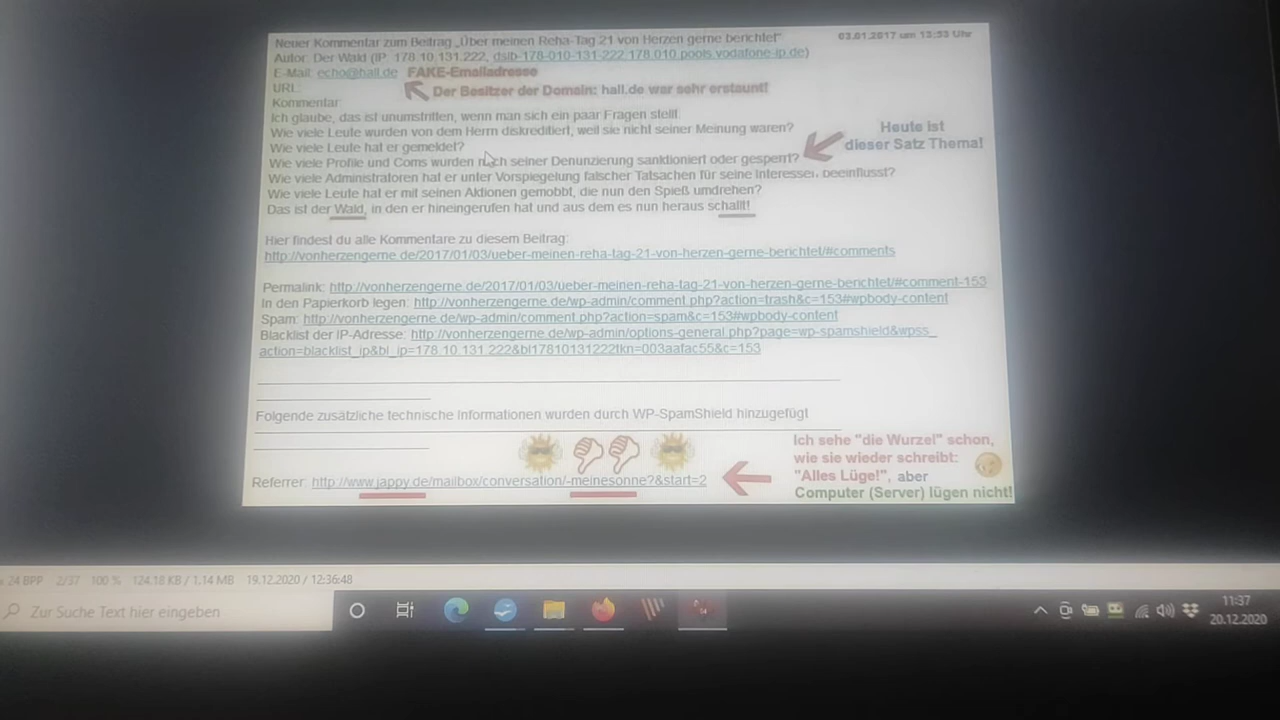 Neuer Kommentar zum Beitrag „Über meinen Reha-Tag 21 von Herzen gerne berichtet"
03.01.2017 um 13:53 Uhr
Autor: Der Wald (IP: 178.10.131.222, dslb-178-010-131-222.178.010.pools.vodafone-ip.de)
E-Mail: echo@hall.de FAKE-Emailadresse
URL:
Der Besitzer der Domain: hall.de war sehr erstaunt!
Kommentar:
Ich glaube, das ist unumstritten, wenn man sich ein paar Fragen stellt:
Wie viele Leute wurden von dem Herrn diskreditiert, weil sie nicht seiner Meinung waren?
Heute ist
dieser Satz Thema!
Wie viele Leute hat er gemeldet?
Wie viele Profile und Coms wurden nach seiner Denunzierung sanktioniert oder gesperrt?
Wie viele Administratoren hat er unter Vorspiegelung falscher Tatsachen für seine Interessen beeinflusst?
Wie viele Leute hat er mit seinen Aktionen gemobbt, die nun den Spieß umdrehen?
Das ist der Wald, in den er hineingerufen hat und aus dem es nun heraus schallt!
Hier findest du alle Kommentare zu diesem Beitrag:
http://vonherzengerne.de/2017/01/03/ueber-meinen-reha-tag-21-von-herzen-gerne-berichtet/#comments
Permalink: http://vonherzengerne.de/2017/01/03/ueber-meinen-reha-tag-21-von-herzen-gerne-berichtet/#comment-153
In den Papierkorb legen: http://vonherzengerne.de/wp-admin/comment.php?action=trash&c=153#wpbody-content
Spam: http://vonherzengerne.de/wp-admin/comment.php?action=spam&c=153#wpbody-content
Blacklist der IP-Adresse: http://vonherzengerne.de/wp-admin/options-general.php?page=wp-spamshield&wpss_
action=blacklist_ip&bl_ip=178.10.131.222&bl17810131222tkn=003aafac55&c=153
Folgende zusätzliche technische Informationen wurden durch WP-SpamShield hinzugefügt
Referrer: http://www.jappy.de/mailbox/conversation/-meinesonne?&start=2
Ich sehe "die Wurzel" schon,
wie sie wieder schreibt:
"Alles Lüge!", aber
Computer (Server) lügen nicht!
24 BPP 2/37 100 % 124.18 KB / 1.14 MB 19.12.2020 / 12:36:48
Zur Suche Text hier eingeben
11:37
20.12.2020